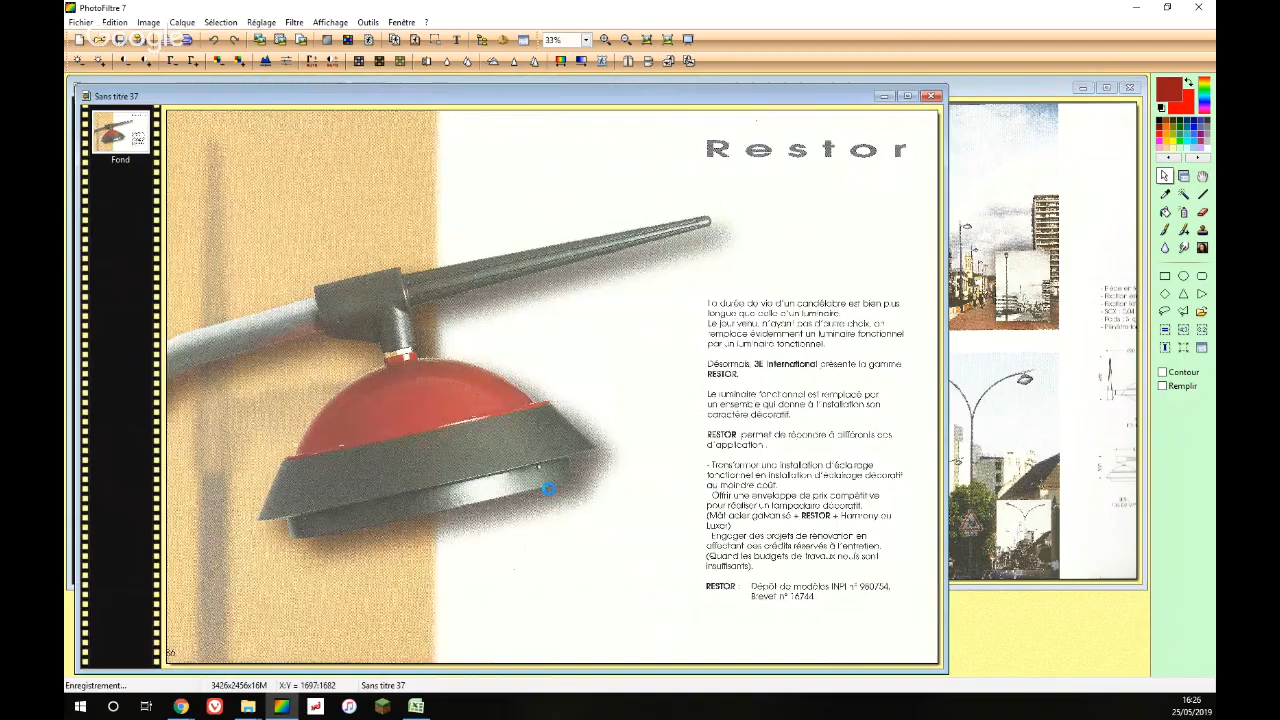 PhotoFiltre 7
Fichier Edition Image Calque Sélection Réglage Filtre Affichage Outils Fenêtre ?
Google
33%
Sans titre 37
Fond
Restor
La durée de vie d'un candélabre est bien plus
longue que celle d'un luminaire.
Le jour venu, n'ayant pas d'autre choix, on
remplace évidemment un luminaire fonctionnel
par un luminaire fonctionnel.
Désormais, 3E International présente la gamme
RESTOR.
Le luminaire fonctionnel est remplacé par
un ensemble qui donne à l'installation son
caractère décoratif.
RESTOR permet de répondre à différents cas
d'application :
- Transformer une installation d'éclairage
fonctionnel en installation d'éclairage décoratif
au moindre coût.
Offrir une enveloppe de prix compétitive
pour réaliser un lampadaire décoratif.
(Mât acier galvanisé + RESTOR + Harmony ou
Luxor)
Engager des projets de rénovation en
affectant des crédits réservés à l'entretien.
(Quand les budgets de travaux neufs sont
insuffisants).
RESTOR : Dépôt de modèles INPI n° 980754.
Brevet n° 16744
Contour
Remplir
Enregistrement... 3426x2456x16M X:Y = 1697:1682 Sans titre 37
16:26
25/05/2019